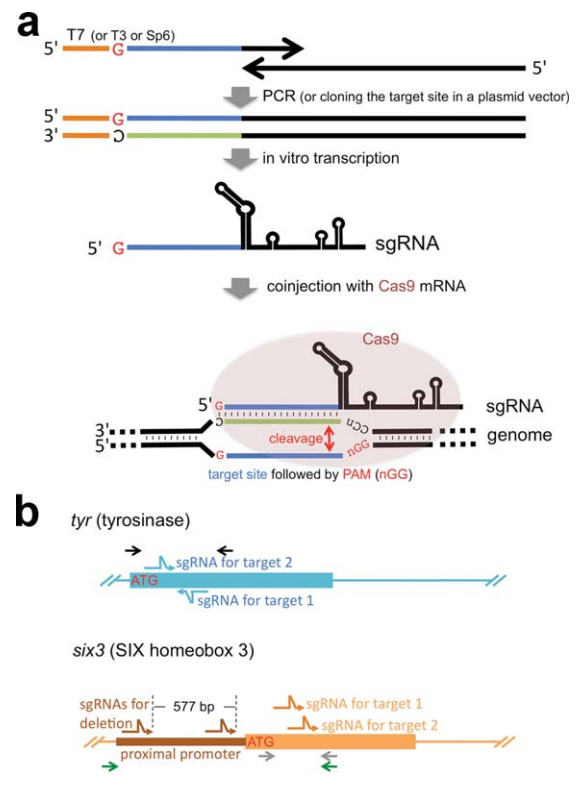 a
T7 (or T3 or Sp6)
5' G
5'
PCR (or cloning the target site in a plasmid vector)
5' G
3' C
in vitro transcription
5' G sgRNA
coinjection with Cas9 mRNA
Cas9
5' G sgRNA
3' C nCC
genome
5' cleavage
G nGG
target site followed by PAM (nGG)
b
tyr (tyrosinase)
sgRNA for target 2
ATG
sgRNA for target 1
six3 (SIX homeobox 3)
sgRNAs for deletion
577 bp
sgRNA for target 1
sgRNA for target 2
ATG
proximal promoter